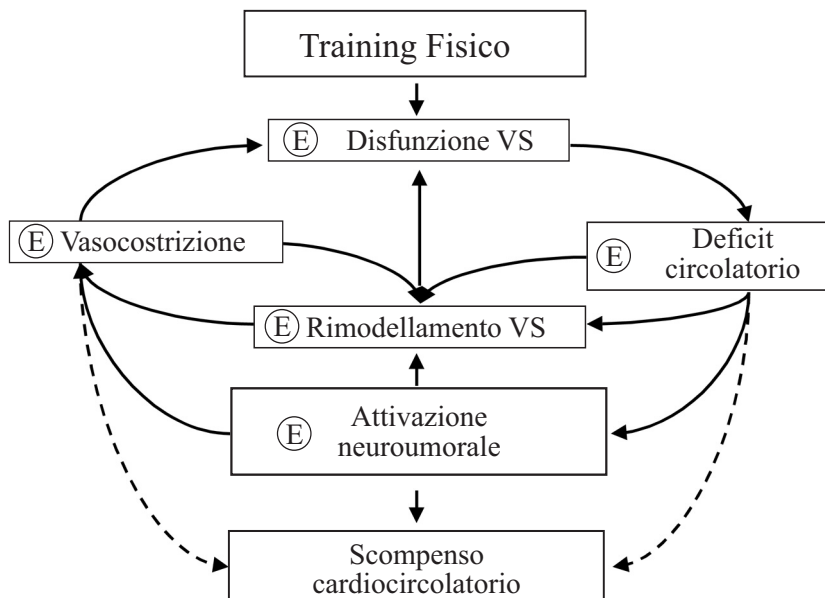 Training Fisico
E Disfunzione VS
E Vasocostrizione
E Deficit
circolatorio
E Rimodellamento VS
E Attivazione
neuroumorale
Scompenso
cardiocircolatorio